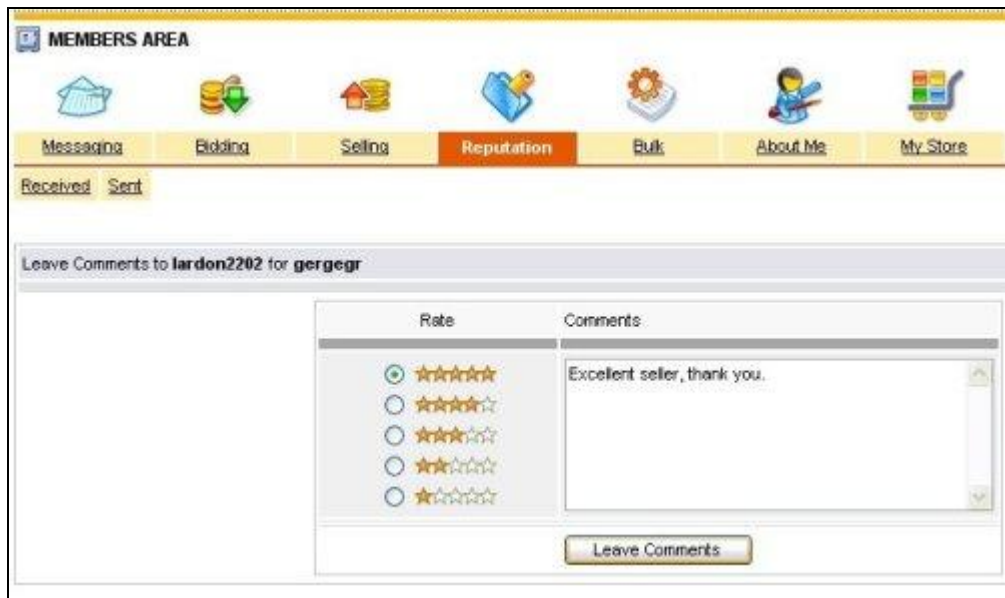 MEMBERS AREA
Messaging Bidding Selling Reputation Bulk About Me My Store
Received Sent
Leave Comments to lardon2202 for gergegr
Rate Comments
Excellent seller, thank you.
Leave Comments